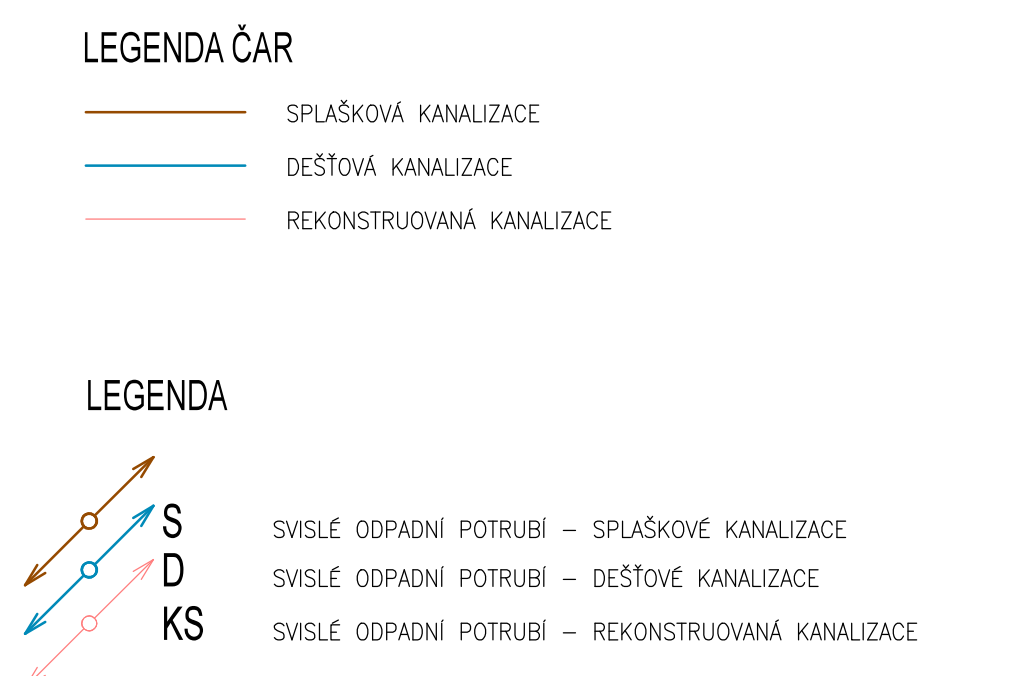 LEGENDA ČAR
SPLAŠKOVÁ KANALIZACE
DEŠŤOVÁ KANALIZACE
REKONSTRUOVANÁ KANALIZACE
LEGENDA
S SVISLÉ ODPADNÍ POTRUBÍ – SPLAŠKOVÉ KANALIZACE
D SVISLÉ ODPADNÍ POTRUBÍ – DEŠŤOVÉ KANALIZACE
KS SVISLÉ ODPADNÍ POTRUBÍ – REKONSTRUOVANÁ KANALIZACE